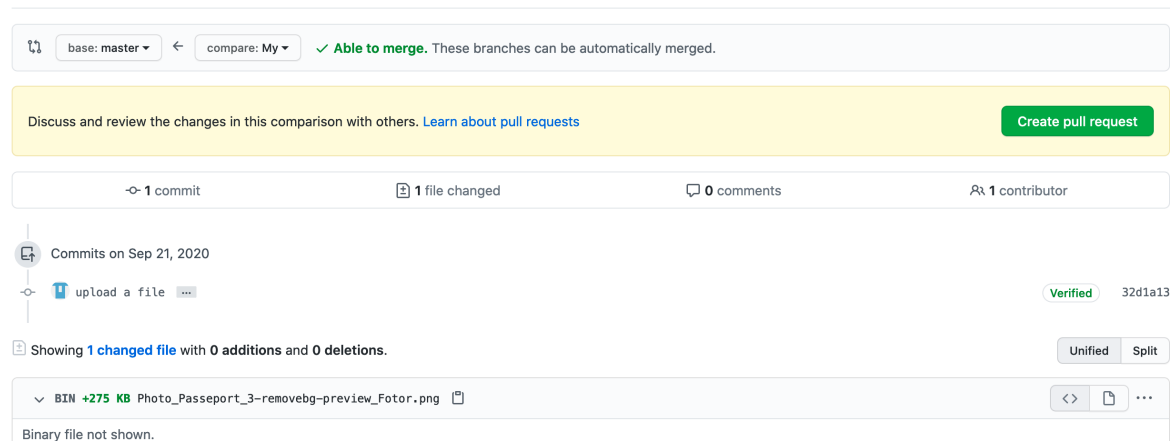 base: master compare: My Able to merge. These branches can be automatically merged.
Discuss and review the changes in this comparison with others. Learn about pull requests Create pull request
1 commit 1 file changed 0 comments 1 contributor
Commits on Sep 21, 2020
upload a file ... Verified 32d1a13
Showing 1 changed file with 0 additions and 0 deletions. Unified Split
BIN +275 KB Photo_Passeport_3-removebg-preview_Fotor.png
Binary file not shown.